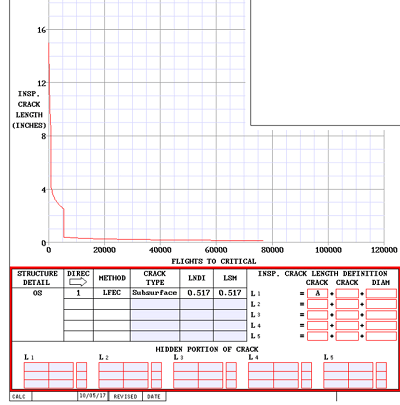 16
12
INSP.
CRACK
LENGTH
(INCHES)
8
4
0
0 20000 40000 60000 80000 100000 120000
FLIGHTS TO CRITICAL
STRUCTURE DETAIL DIREC METHOD CRACK TYPE LNDI LSM INSP. CRACK LENGTH DEFINITION
CRACK CRACK DIAM
OS 1 LFEC Subsurface 0.517 0.517 L 1 = A + +
L 2 = + +
L 3 = + +
L 4 = + +
L 5 = + +
HIDDEN PORTION OF CRACK
L 1 L 2 L 3 L 4 L 5
CALC 10/05/17 REVISED DATE